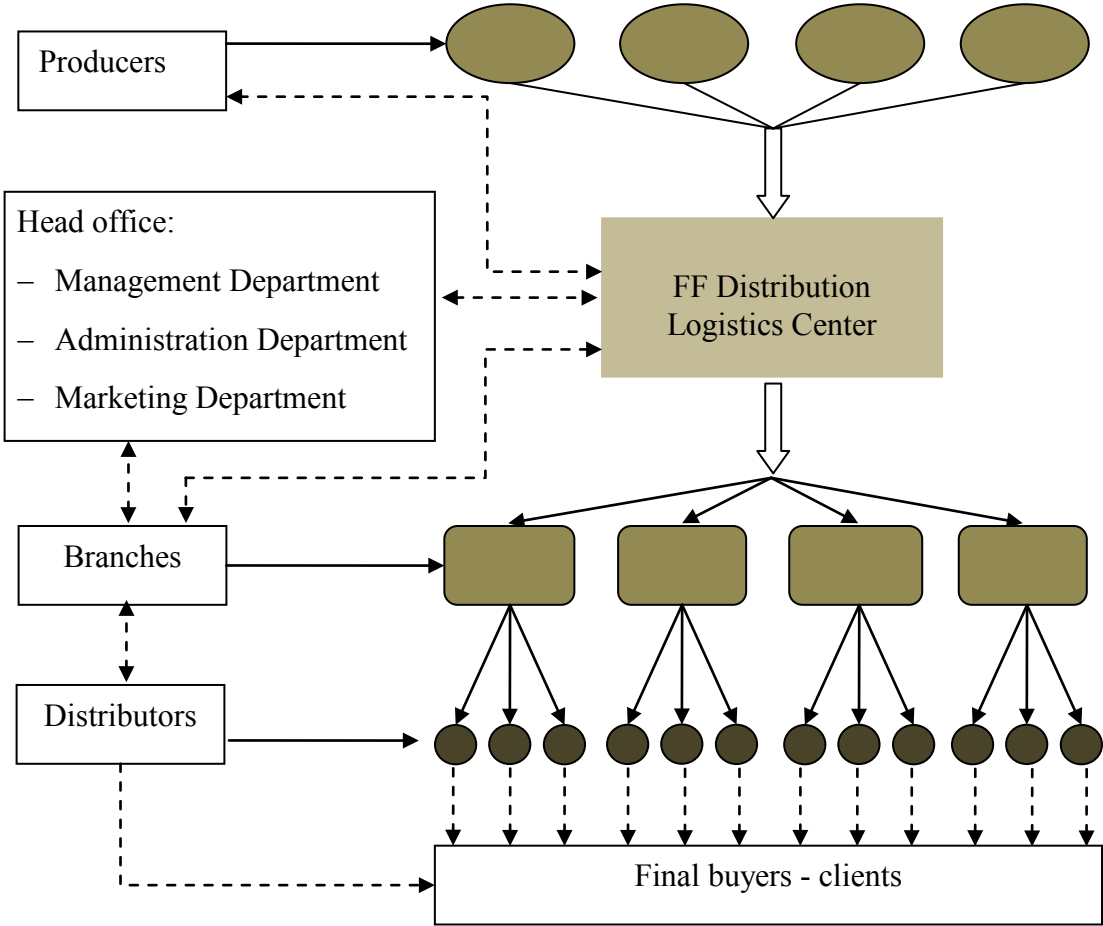 Producers
Head office:
– Management Department
– Administration Department
– Marketing Department
FF Distribution
Logistics Center
Branches
Distributors
Final buyers - clients